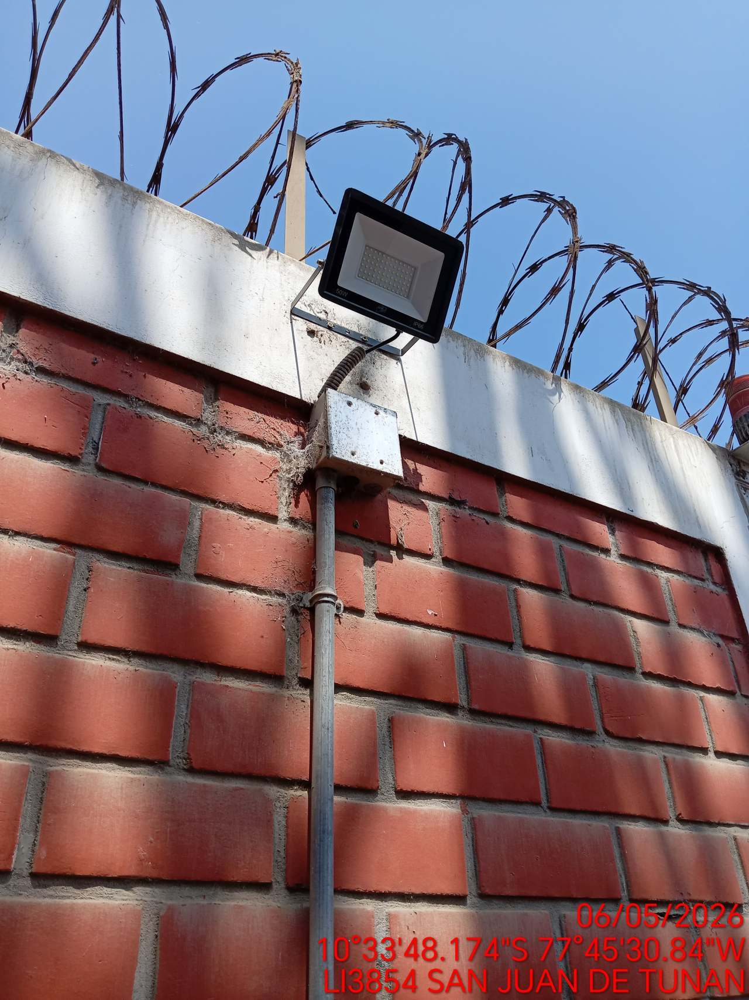 50W
IP66
06/05/2026
10°33'48.174"S 77°45'30.84"W
LI3854 SAN JUAN DE TUNAN